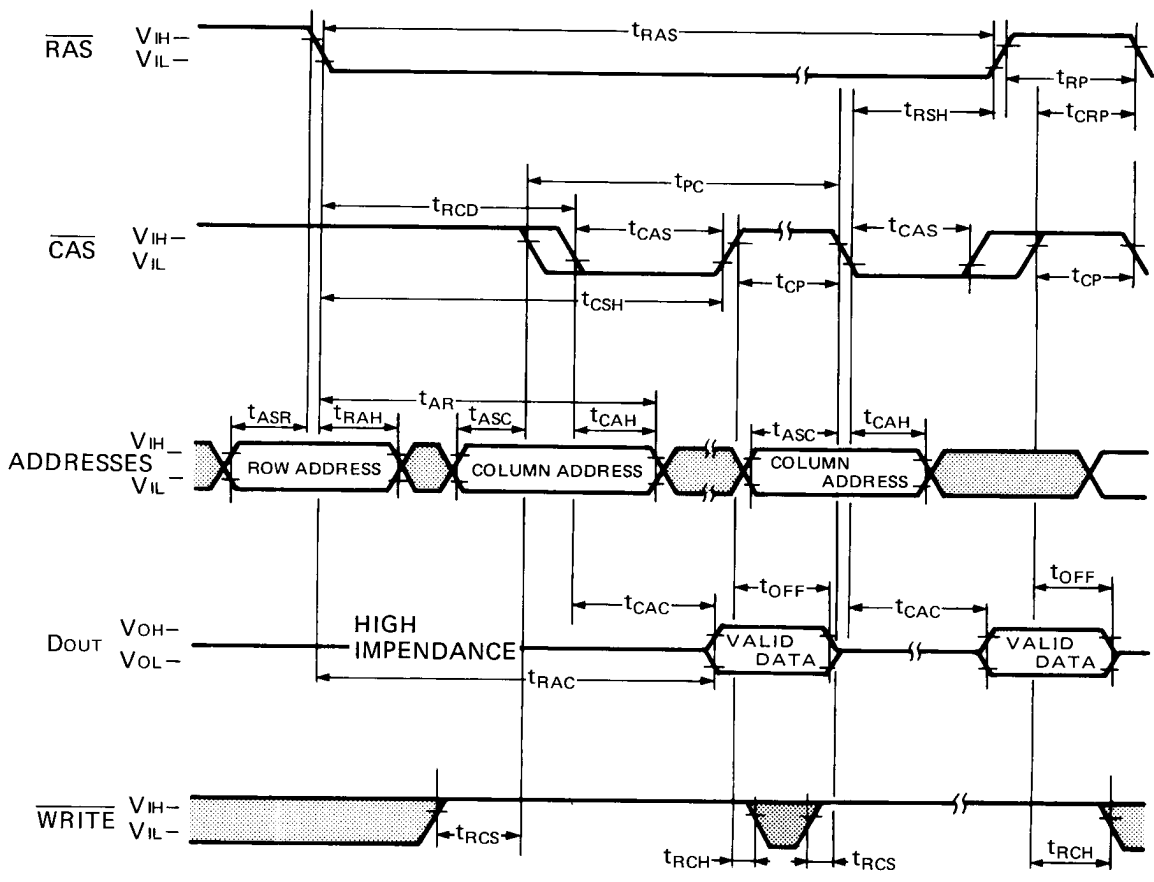 RAS
VIH–
VIL–
tRAS
tRP
tRSH
tCRP
tPC
tRCD
CAS
VIH–
VIL
tCAS
tCAS
tCP
tCP
tCSH
tAR
tASR
tRAH
tASC
tCAH
tASC
tCAH
ADDRESSES
VIH–
VIL–
ROW ADDRESS
COLUMN ADDRESS
COLUMN
ADDRESS
tOFF
tOFF
tCAC
tCAC
DOUT
VOH–
VOL–
HIGH
IMPENDANCE
VALID
DATA
VALID
DATA
tRAC
WRITE
VIH–
VIL–
tRCS
tRCH
tRCS
tRCH